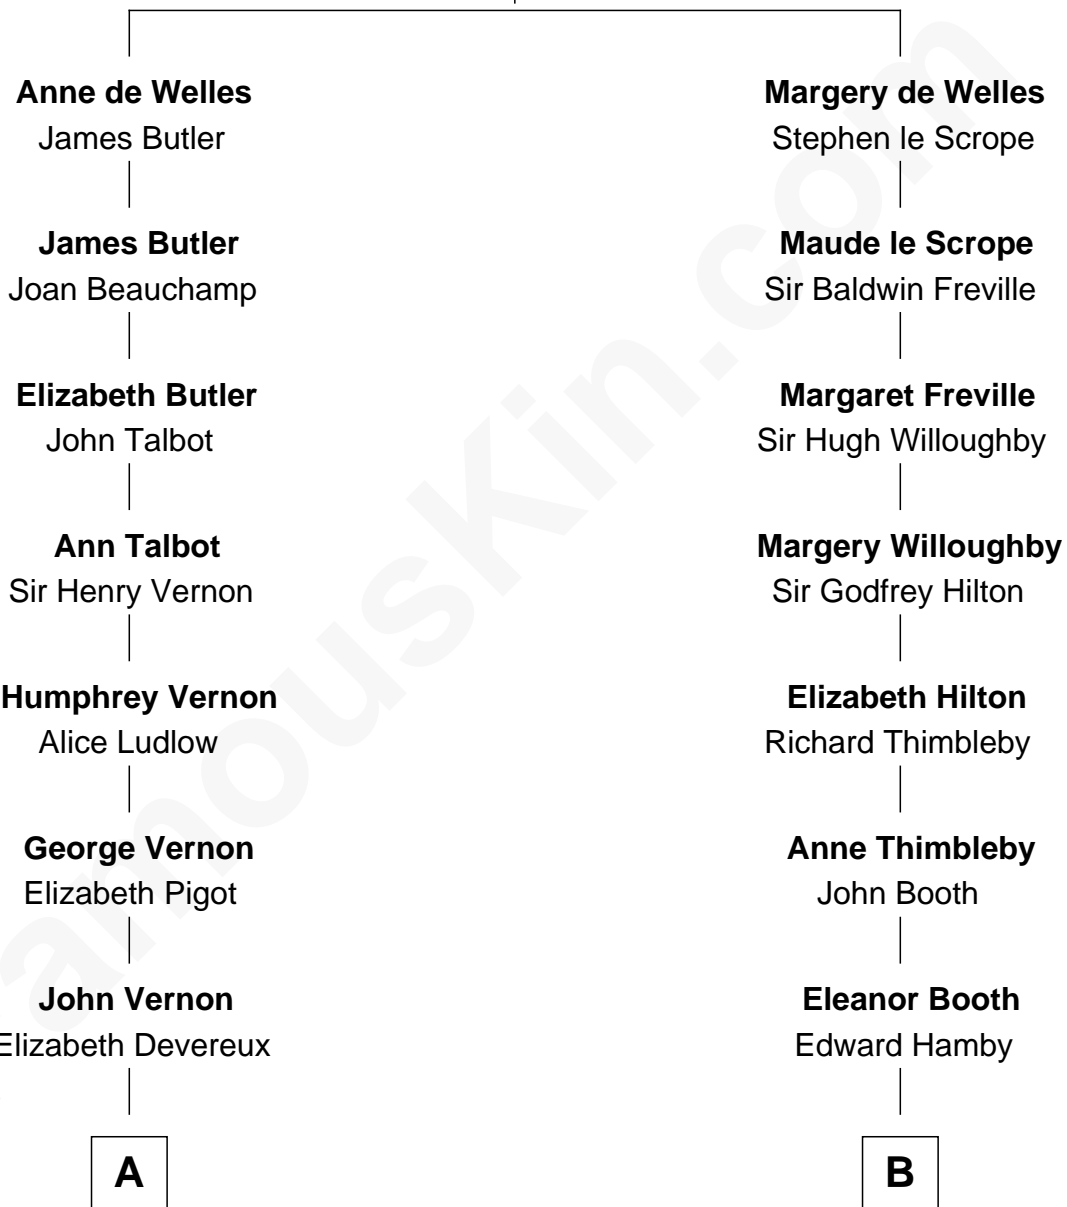 Anne de Welles
James Butler
James Butler
Joan Beauchamp
Elizabeth Butler
John Talbot
Ann Talbot
Sir Henry Vernon
Humphrey Vernon
Alice Ludlow
George Vernon
Elizabeth Pigot
John Vernon
Elizabeth Devereux
A
Margery de Welles
Stephen le Scrope
Maude le Scrope
Sir Baldwin Freville
Margaret Freville
Sir Hugh Willoughby
Margery Willoughby
Sir Godfrey Hilton
Elizabeth Hilton
Richard Thimbleby
Anne Thimbleby
John Booth
Eleanor Booth
Edward Hamby
B
amousKin.com